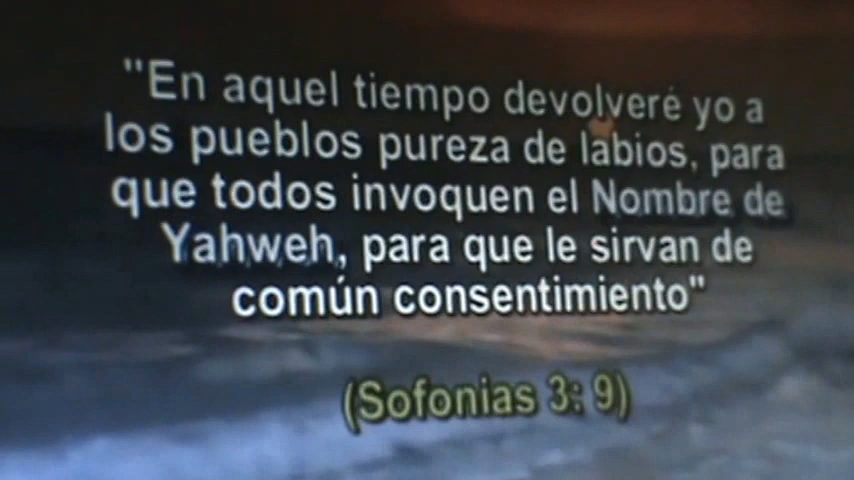 "En aquel tiempo devolveré yo a
los pueblos pureza de labios, para
que todos invoquen el Nombre de
Yahweh, para que le sirvan de
común consentimiento"
(Sofonias 3: 9)